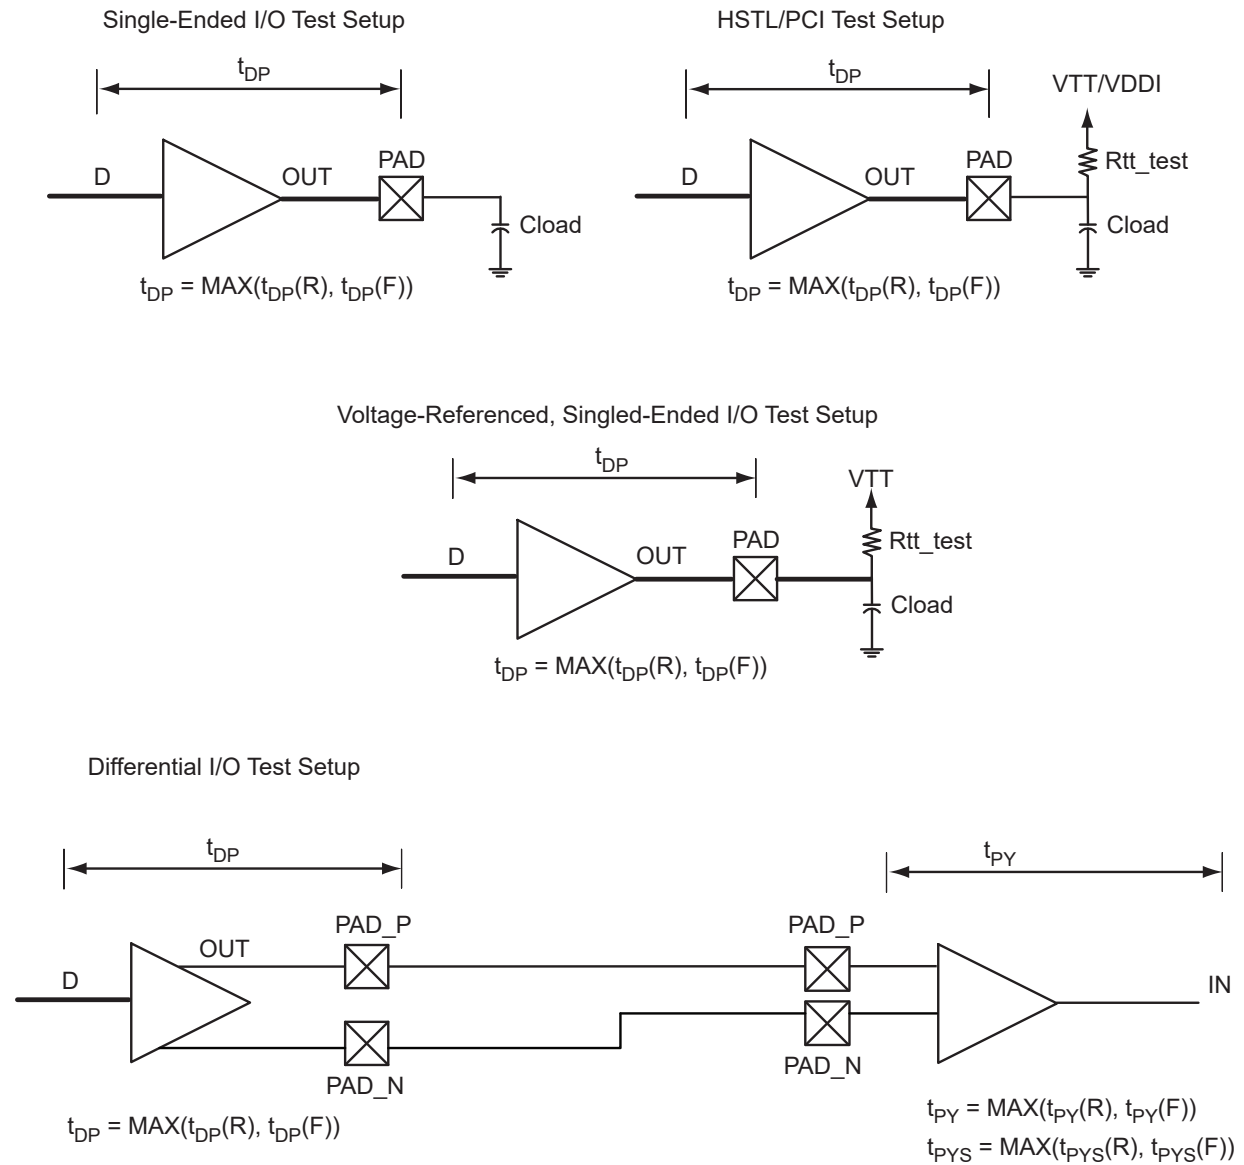 Single-Ended I/O Test Setup
tDP
D
OUT
PAD
Cload
tDP = MAX(tDP(R), tDP(F))
HSTL/PCI Test Setup
tDP
VTT/VDDI
D
OUT
PAD
Rtt_test
Cload
tDP = MAX(tDP(R), tDP(F))
Voltage-Referenced, Singled-Ended I/O Test Setup
tDP
VTT
D
OUT
PAD
Rtt_test
Cload
tDP = MAX(tDP(R), tDP(F))
Differential I/O Test Setup
tDP
tPY
D
OUT
PAD_P
PAD_N
PAD_P
PAD_N
IN
tDP = MAX(tDP(R), tDP(F))
tPY = MAX(tPY(R), tPY(F))
tPYS = MAX(tPYS(R), tPYS(F))